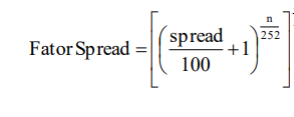 Fator Spread = [((spread/100 + 1)^(n/252)]